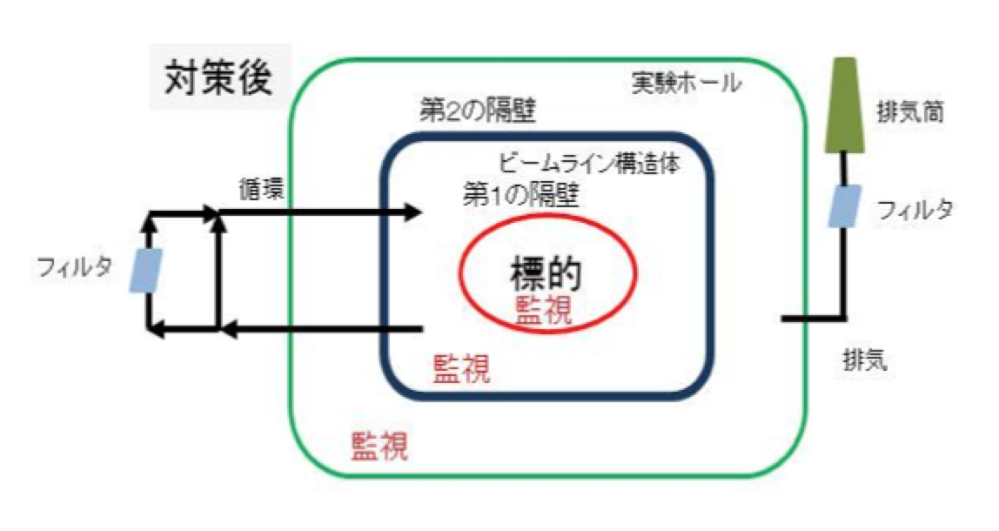 対策後
実験ホール
第2の隔壁
排気筒
ビームライン構造体
第1の隔壁
循環
フィルタ
フィルタ
標的
監視
排気
監視
監視